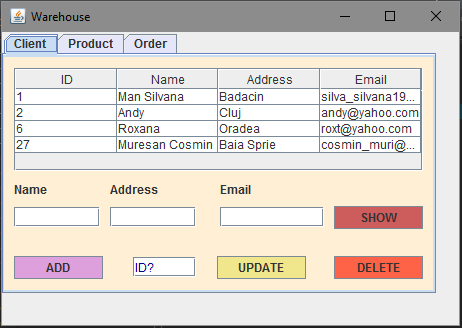 Warehouse
Client Product Order
ID Name Address Email
1 Man Silvana Badacin silva_silvana19...
2 Andy Cluj andy@yahoo.com
6 Roxana Oradea roxt@yahoo.com
27 Muresan Cosmin Baia Sprie cosmin_muri@...
Name Address Email
SHOW
ADD ID? UPDATE DELETE